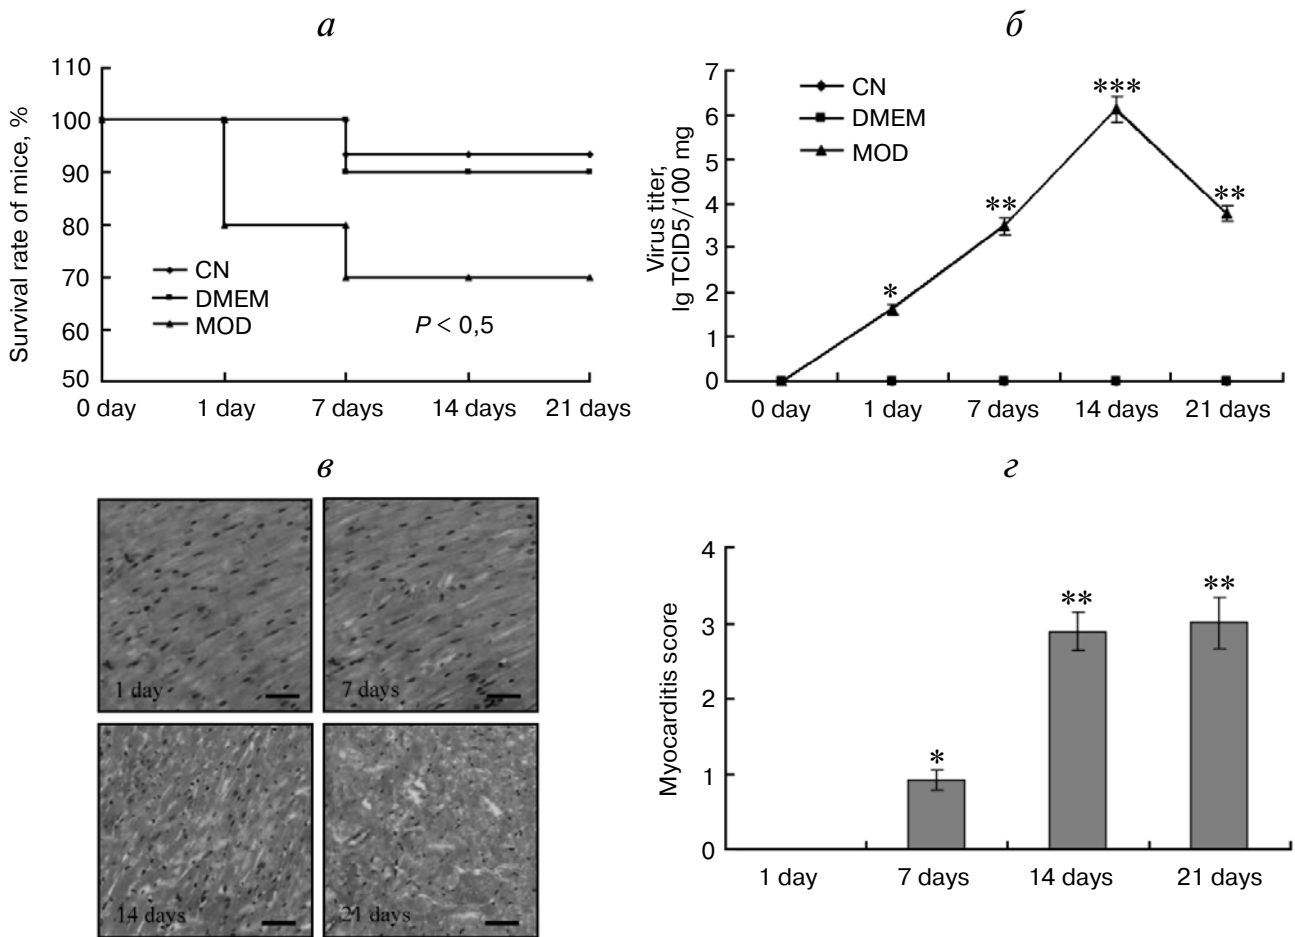 а
110
100
90
80
70
60
50
Survival rate of mice, %
CN
DMEM
MOD
P < 0,5
0 day
1 day
7 days
14 days
21 days
б
7
6
5
4
3
2
1
0
Virus titer,
lg TCID5/100 mg
CN
DMEM
MOD
*
**
***
**
0 day
1 day
7 days
14 days
21 days
в
1 day
7 days
14 days
21 days
г
4
3
2
1
0
Myocarditis score
*
**
**
1 day
7 days
14 days
21 days